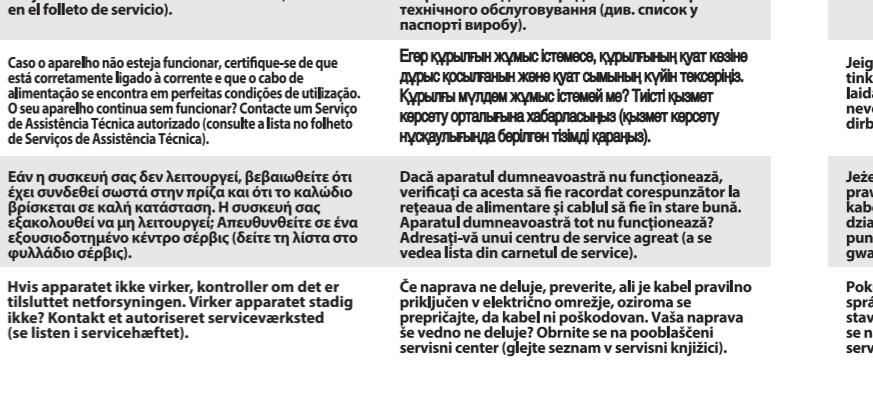 en el folleto de servicio).
Caso o aparelho não esteja funcionar, certifique-se de que
está corretamente ligado à corrente e que o cabo de
alimentação se encontra em perfeitas condições de utilização.
O seu aparelho continua sem funcionar? Contacte um Serviço
de Assistência Técnica autorizado (consulte a lista no folheto
de Serviços de Assistência Técnica).
Εάν η συσκευή σας δεν λειτουργεί, βεβαιωθείτε ότι
έχει συνδεθεί σωστά στην πρίζα και ότι το καλώδιο
βρίσκεται σε καλή κατάσταση. Η συσκευή σας
εξακολουθεί να μη λειτουργεί; Απευθυνθείτε σε ένα
εξουσιοδοτημένο κέντρο σέρβις (δείτε τη λίστα στο
φυλλάδιο σέρβις).
Hvis apparatet ikke virker, kontroller om det er
tilsluttet netforsyningen. Virker apparatet stadig
ikke? Kontakt et autoriseret serviceværksted
(se listen i servicehæftet).
технічного обслуговування (див. список у
паспорті виробу).
Егер құрылғын жұмыс істемесе, құрылғының қуат көзіне
дұрыс қосылғанын және қуат сымының күйін тексеріңіз.
Құрылғы мүлдем жұмыс істемей ме? Тиісті қызмет
көрсету орталығына хабарласыңыз (қызмет көрсету
нұсқаулығында берілген тізімді қараңыз).
Dacă aparatul dumneavoastră nu funcţionează,
verificaţi ca acesta să fie racordat corespunzător la
reţeaua de alimentare şi cablul să fie în stare bună.
Aparatul dumneavoastră tot nu funcţionează?
Adresaţi-vă unui centru de service agreat (a se
vedea lista din carnetul de service).
Če naprava ne deluje, preverite, ali je kabel pravilno
priključen v električno omrežje, oziroma se
prepričajte, da kabel ni poškodovan. Vaša naprava
še vedno ne deluje? Obrnite se na pooblaščeni
servisni center (glejte seznam v servisni knjižici).